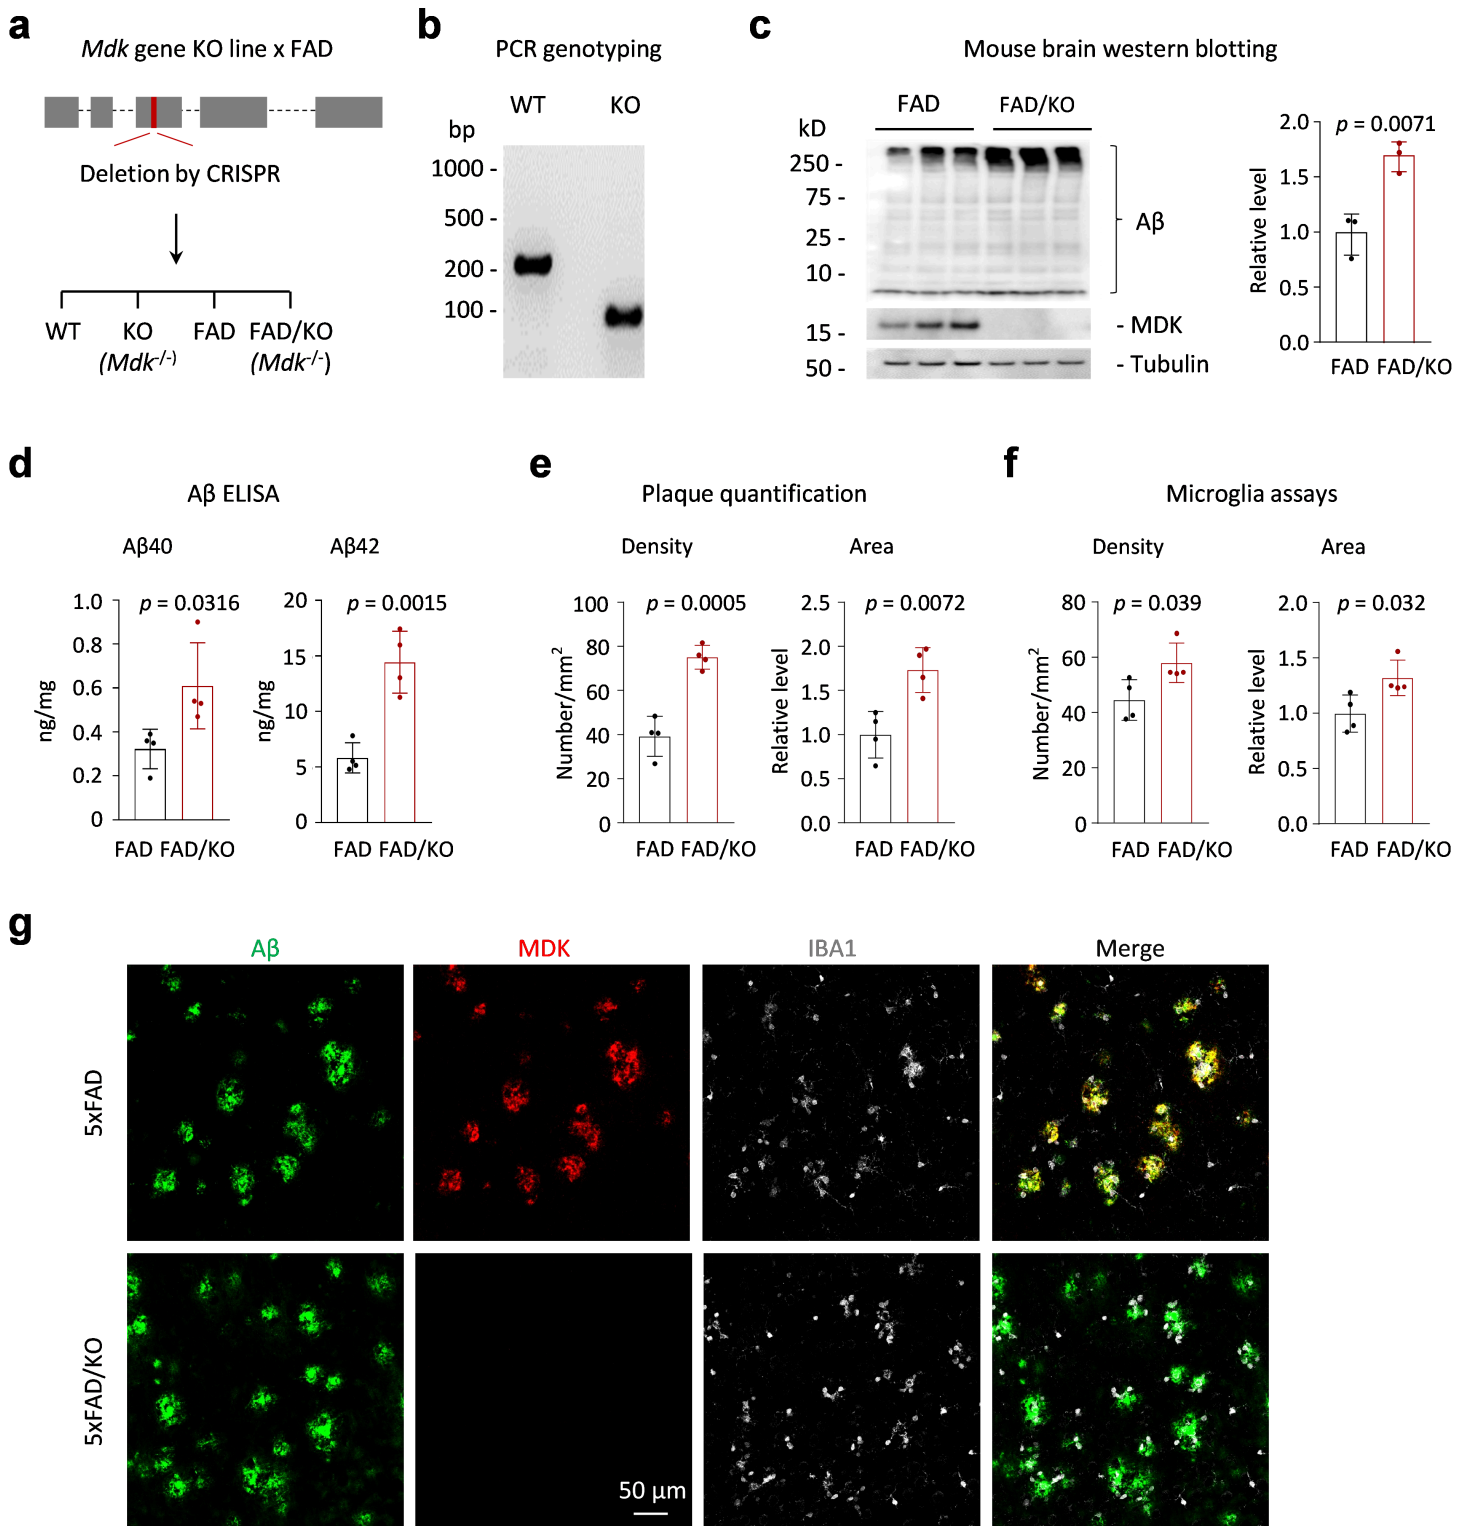 a
Mdk gene KO line x FAD
Deletion by CRISPR
WT
KO
(Mdk-/-)
FAD
FAD/KO
(Mdk-/-)
b
PCR genotyping
WT
KO
bp
1000 -
500 -
200 -
100 -
c
Mouse brain western blotting
FAD
FAD/KO
kD
250 -
75 -
25 -
10 -
15 -
50 -
Aβ
- MDK
- Tubulin
p = 0.0071
Relative level
2.0
1.5
1.0
0.5
0.0
FAD FAD/KO
d
Aβ ELISA
Aβ40
p = 0.0316
ng/mg
1.0
0.8
0.6
0.4
0.2
0
FAD FAD/KO
Aβ42
p = 0.0015
ng/mg
20
15
10
5
0
FAD FAD/KO
e
Plaque quantification
Density
p = 0.0005
Number/mm2
100
80
60
40
20
0
FAD FAD/KO
Area
p = 0.0072
Relative level
2.5
2.0
1.5
1.0
0.5
0.0
FAD FAD/KO
f
Microglia assays
Density
p = 0.039
Number/mm2
80
60
40
20
0
FAD FAD/KO
Area
p = 0.032
Relative level
2.0
1.5
1.0
0.5
0.0
FAD FAD/KO
g
Aβ
MDK
IBA1
Merge
5xFAD
5xFAD/KO
50 μm